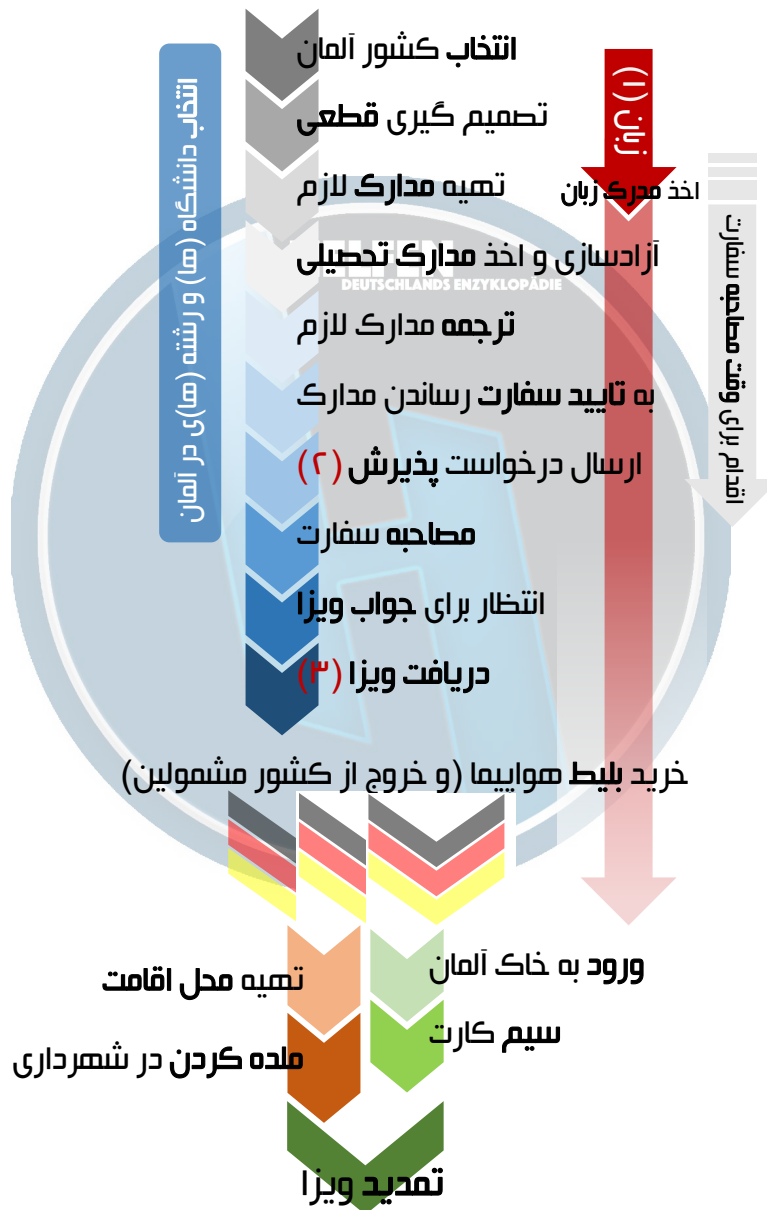 انتخاب کشور آلمان
تصمیم گیری قطعی
تهیه مدارک لازم
آزادسازی و اخذ مدارک تحصیلی
ترجمه مدارک لازم
به تایید سفارت رساندن مدارک
ارسال درخواست پذیرش (۲)
مصاحبه سفارت
انتظار برای جواب ویزا
دریافت ویزا (۳)
زبان (۱)
اخذ مدرک زبان
اقدام برای وقت مصاحبه سفارت
انتخاب دانشگاه (ها) و رشته (ها)ی در آلمان
ELFEN
DEUTSCHLANDS ENZYKLOPÄDIE
خرید بلیط هواپیما (و خروج از کشور مشمولین)
ورود به خاک آلمان
سیم کارت
تهیه محل اقامت
ملده کردن در شهرداری
تمدید ویزا